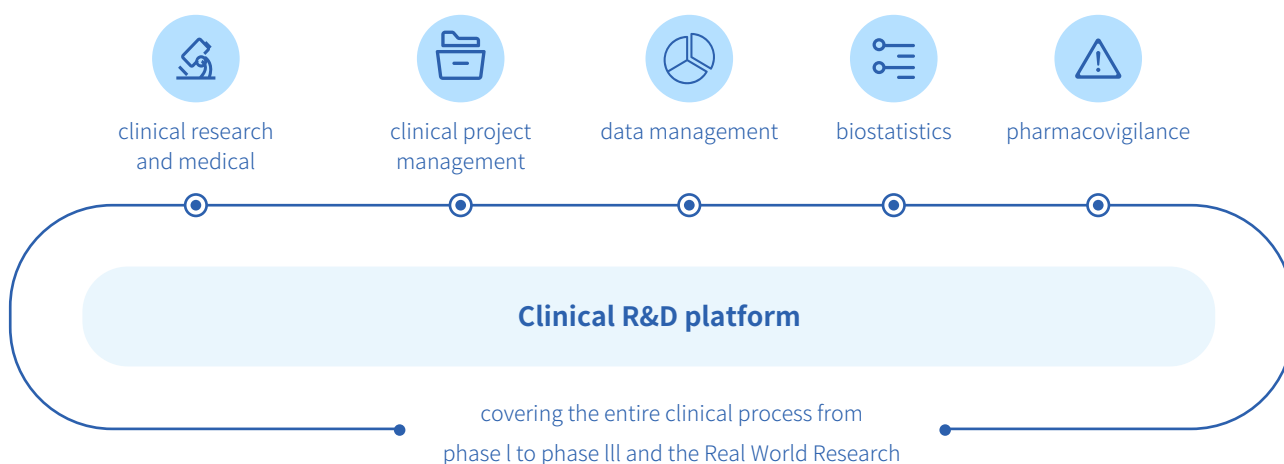 clinical research
and medical
clinical project
management
data management
biostatistics
pharmacovigilance
Clinical R&D platform
covering the entire clinical process from
phase l to phase lll and the Real World Research